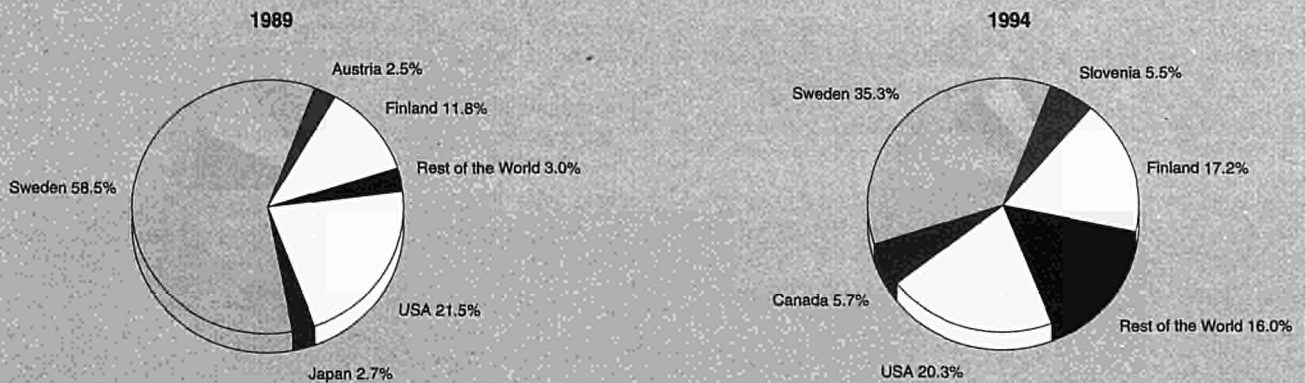 1989
Austria 2.5%
Finland 11.8%
Rest of the World 3.0%
Sweden 58.5%
USA 21.5%
Japan 2.7%
1994
Slovenia 5.5%
Sweden 35.3%
Finland 17.2%
Canada 5.7%
Rest of the World 16.0%
USA 20.3%